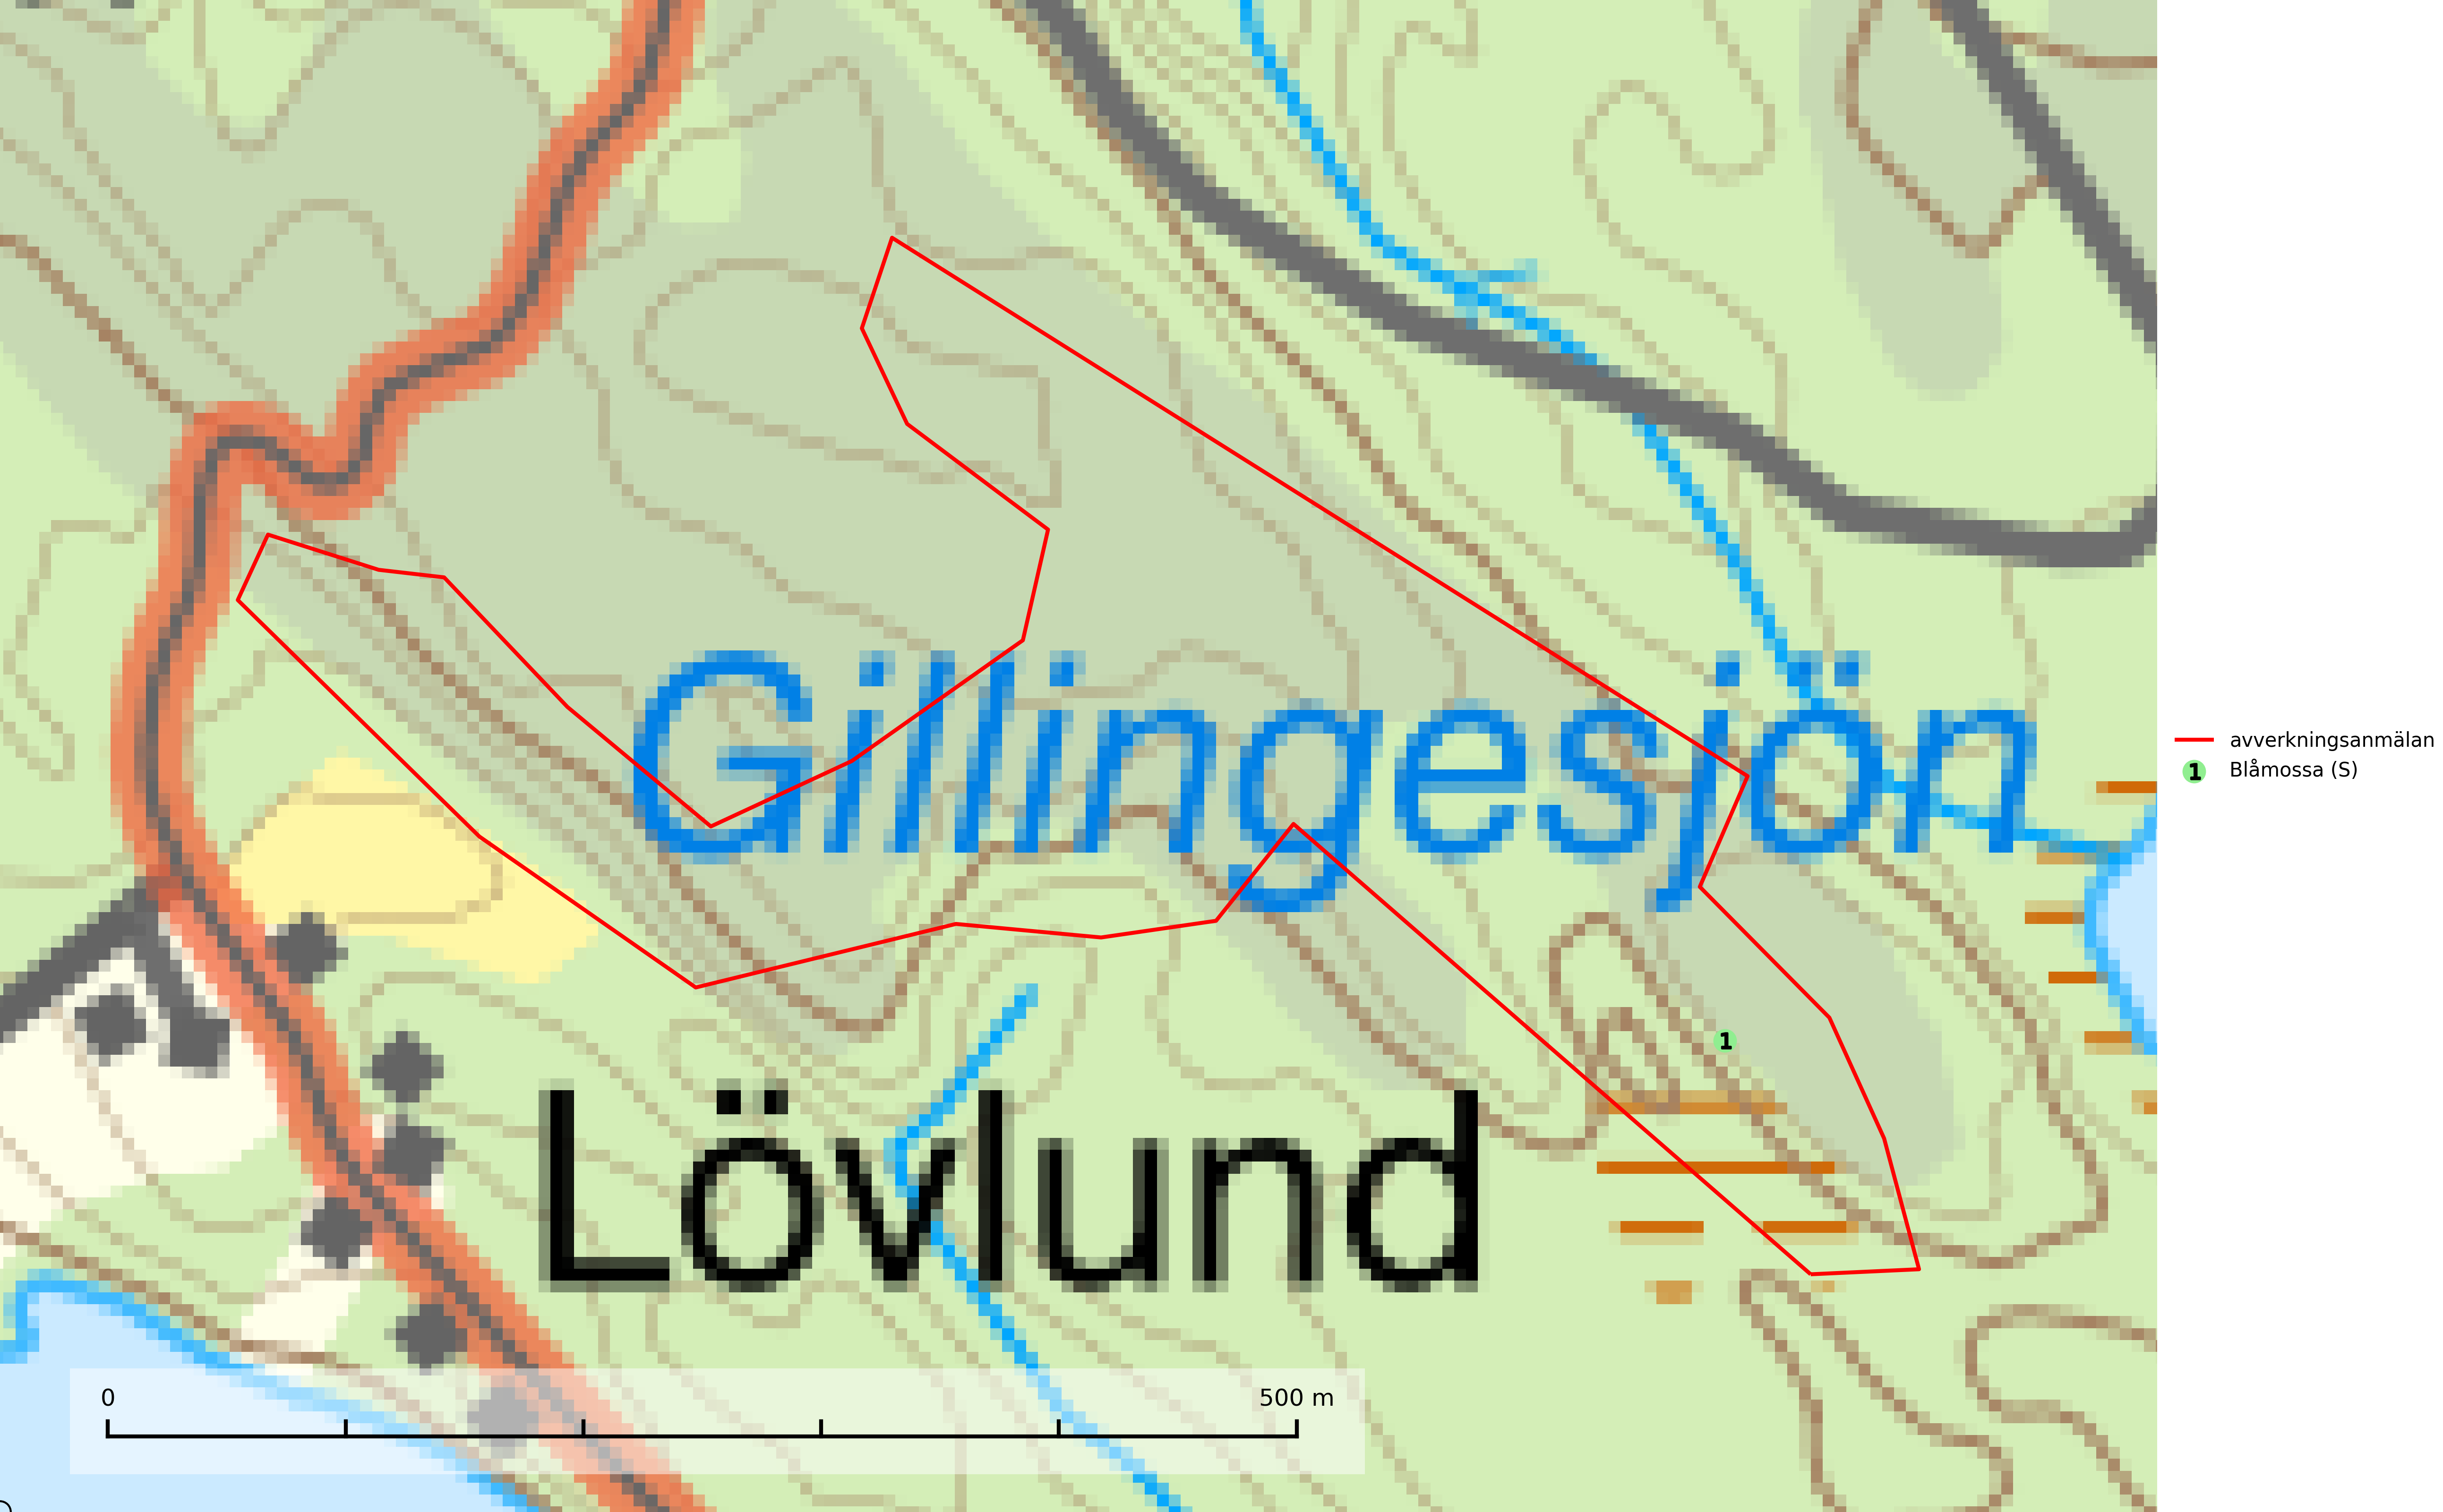 Gillingesjön
avverkningsanmälan
1 Blåmossa (S)
1
Lövlund
0 500 m